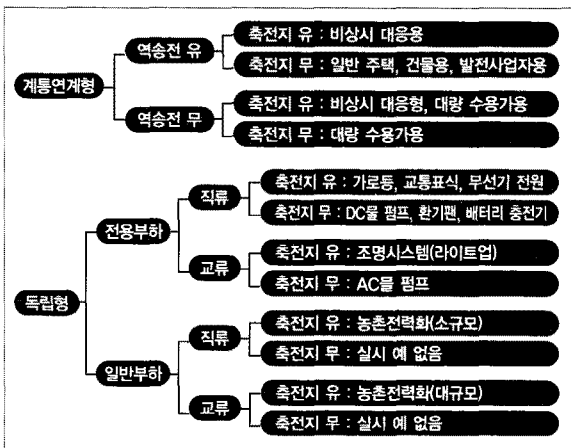 계통연계형
역송전 유
축전지 유 : 비상시 대응용
축전지 무 : 일반 주택, 건물용, 발전사업자용
역송전 무
축전지 유 : 비상시 대응형, 대량 수용가용
축전지 무 : 대량 수용가용
독립형
전용부하
직류
축전지 유 : 가로등, 교통표식, 무선기 전원
축전지 무 : DC물 펌프, 환기팬, 배터리 충전기
교류
축전지 유 : 조명시스템(라이트업)
축전지 무 : AC물 펌프
일반부하
직류
축전지 유 : 농촌전력화(소규모)
축전지 무 : 실시 예 없음
교류
축전지 유 : 농촌전력화(대규모)
축전지 무 : 실시 예 없음